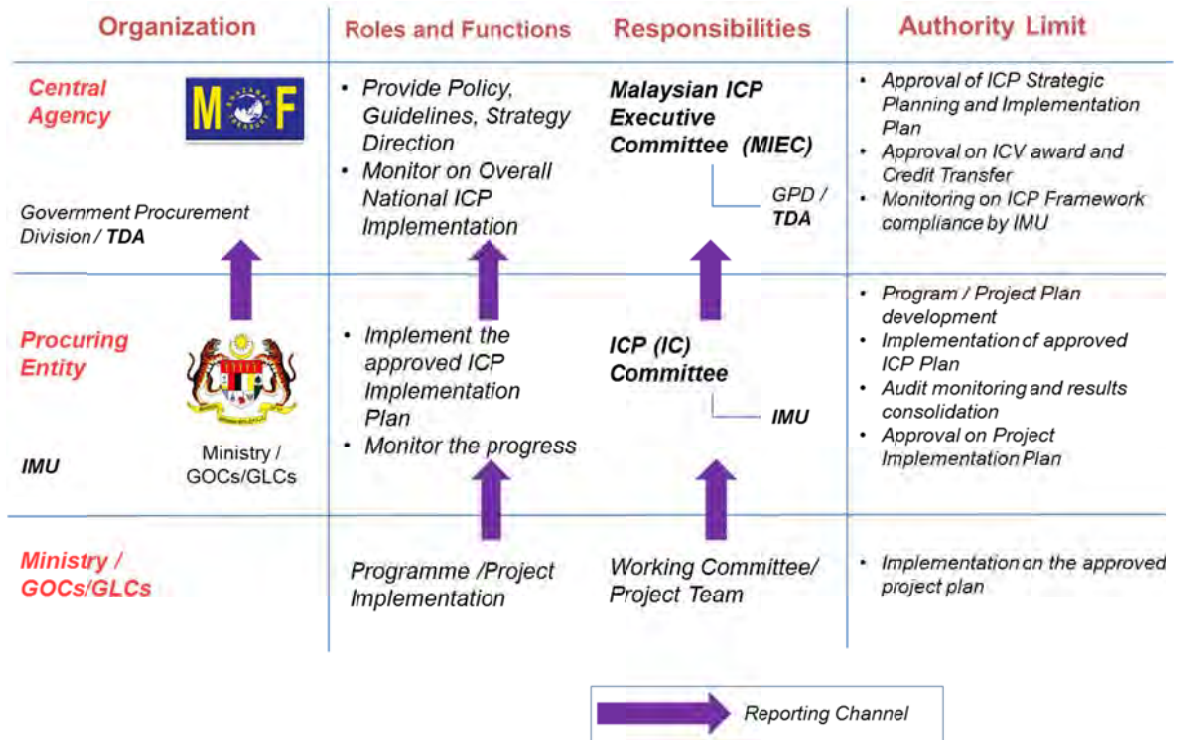 Organization
Roles and Functions
Responsibilities
Authority Limit
Central
Agency
M F
Government Procurement
Division / TDA
• Provide Policy,
Guidelines, Strategy
Direction
• Monitor on Overall
National ICP
Implementation
Malaysian ICP
Executive
Committee (MIEC)
GPD /
TDA
• Approval of ICP Strategic
Planning and Implementation
Plan
• Approval on ICV award and
Credit Transfer
• Monitoring on ICP Framework
compliance by IMU
Procuring
Entity
IMU
Ministry /
GOCs/GLCs
• Implement the
approved ICP
Implementation
Plan
• Monitor the progress
ICP (IC)
Committee
IMU
• Program / Project Plan
development
• Implementation of approved
ICP Plan
• Audit monitoring and results
consolidation
• Approval on Project
Implementation Plan
Ministry /
GOCs/GLCs
Programme /Project
Implementation
Working Committee/
Project Team
• Implementation on the approved
project plan
Reporting Channel